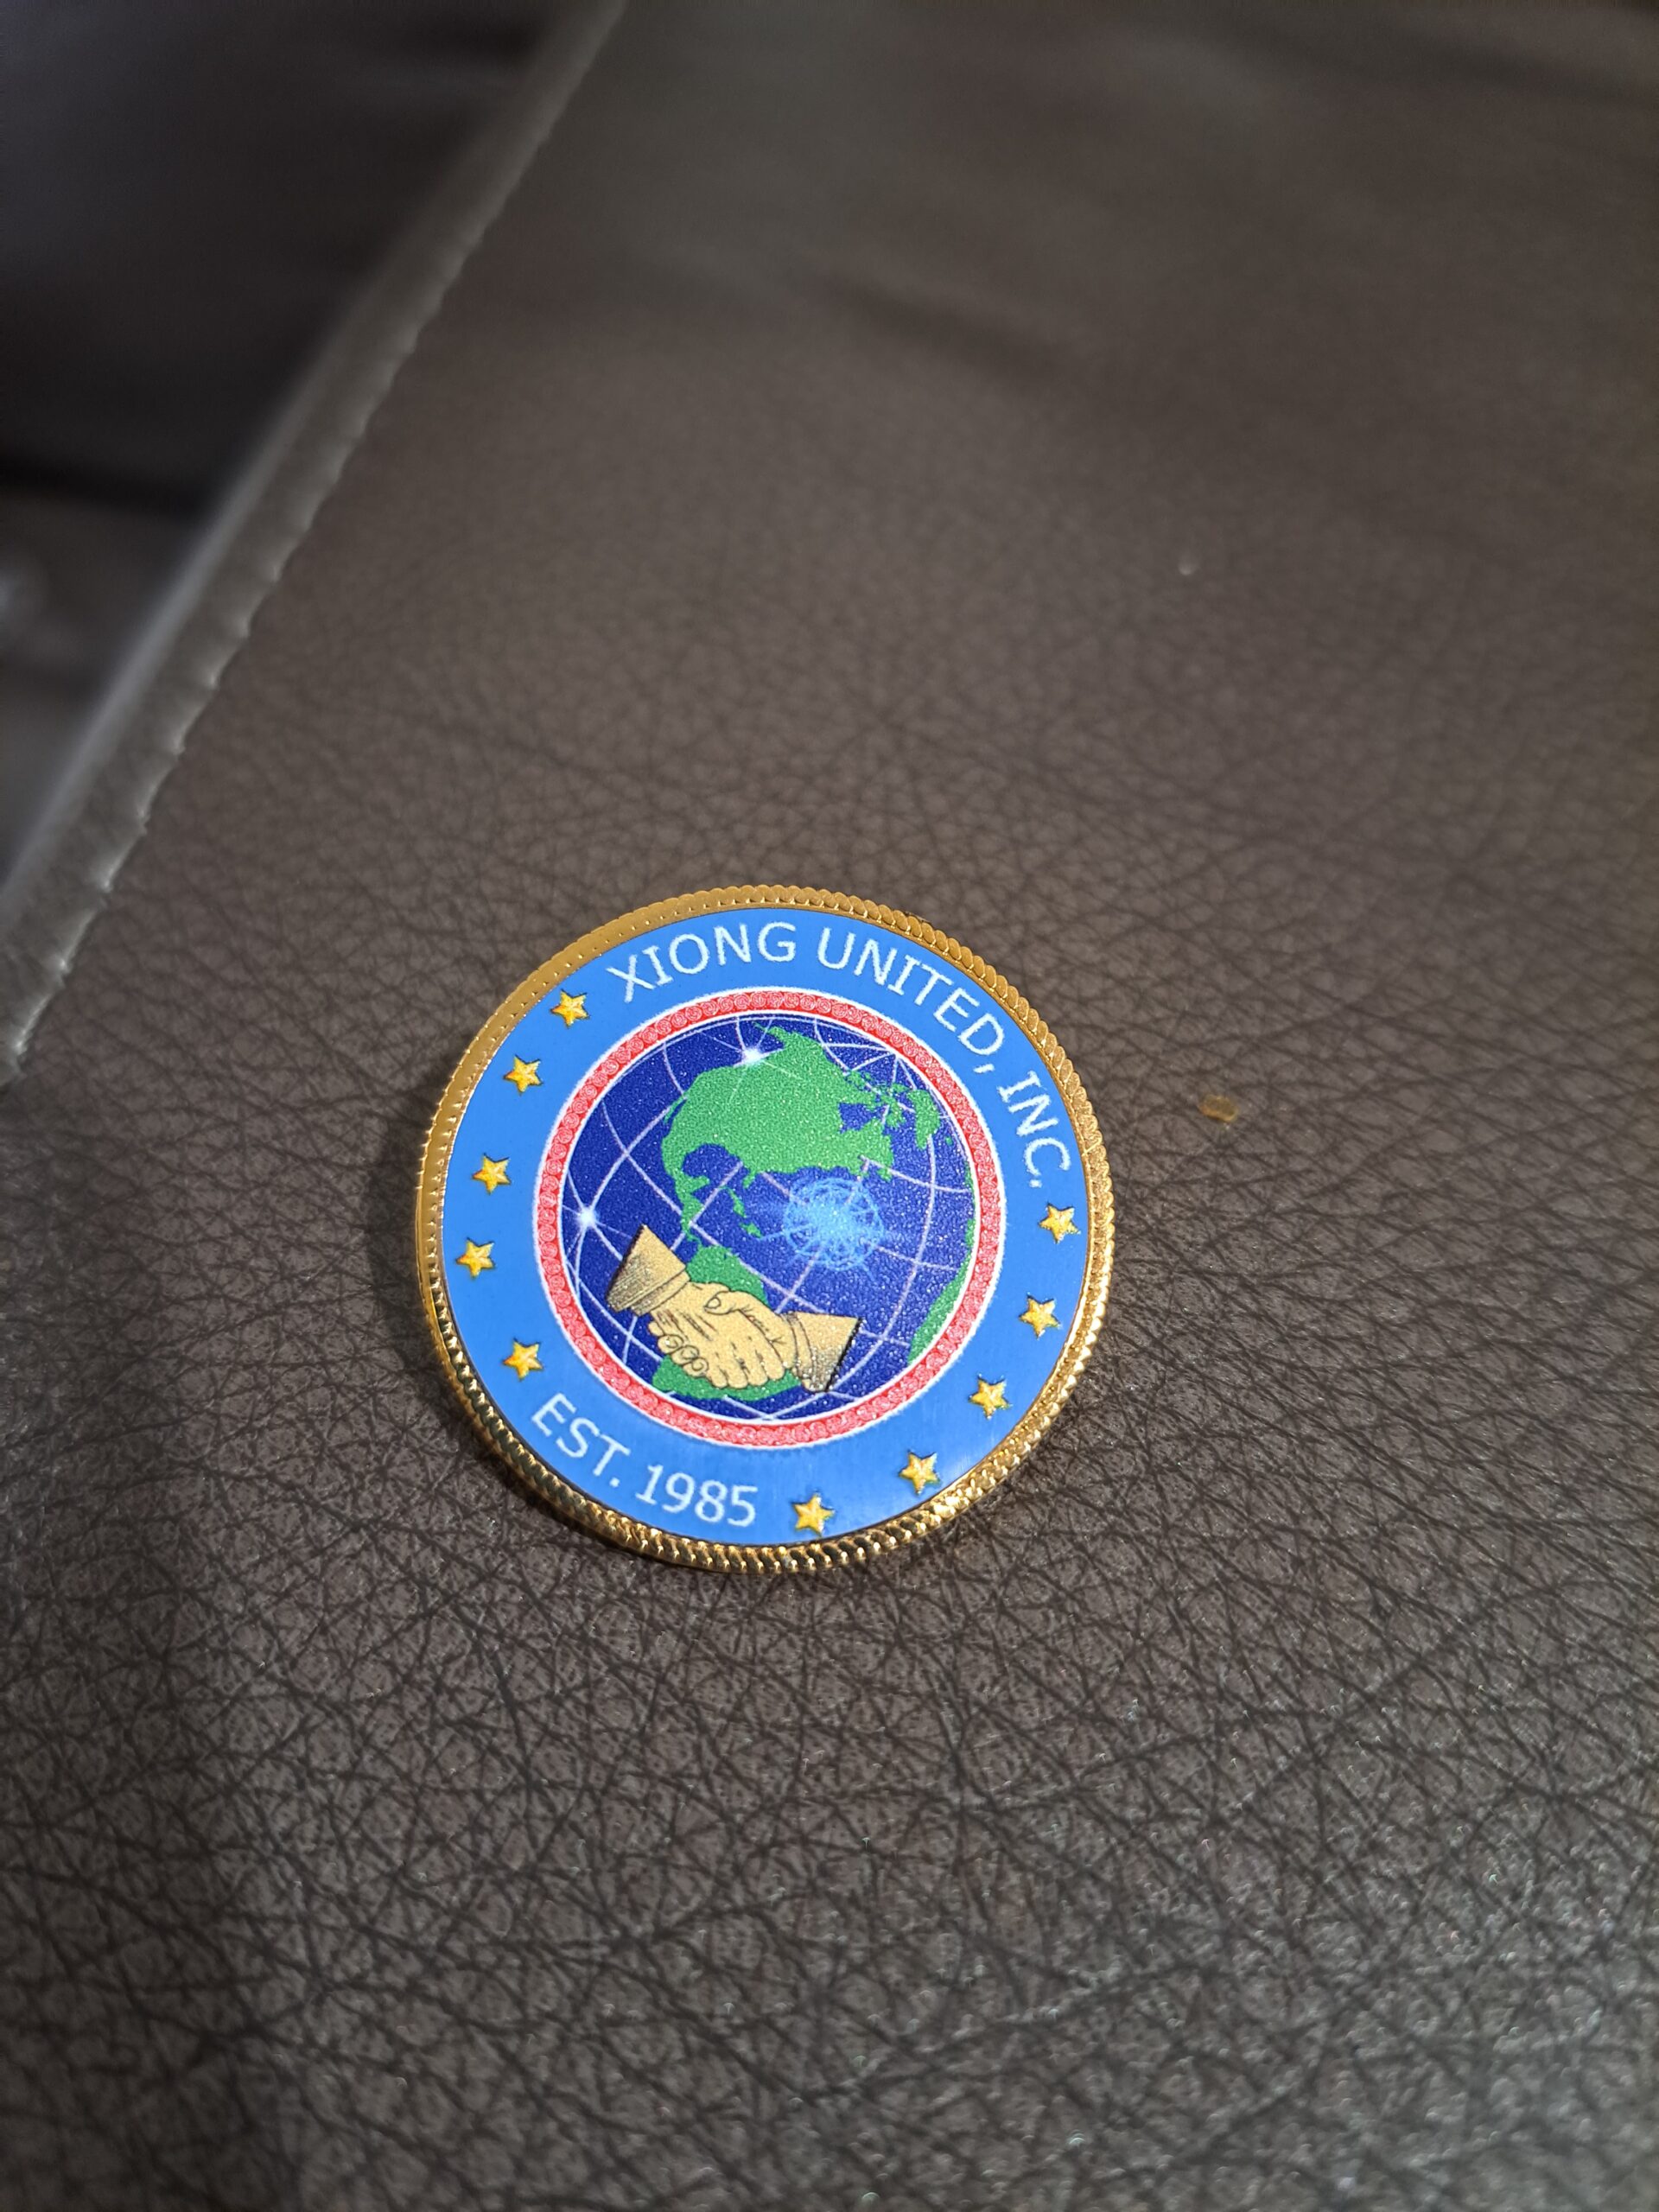 XIONG UNITED, INC.
EST. 1985